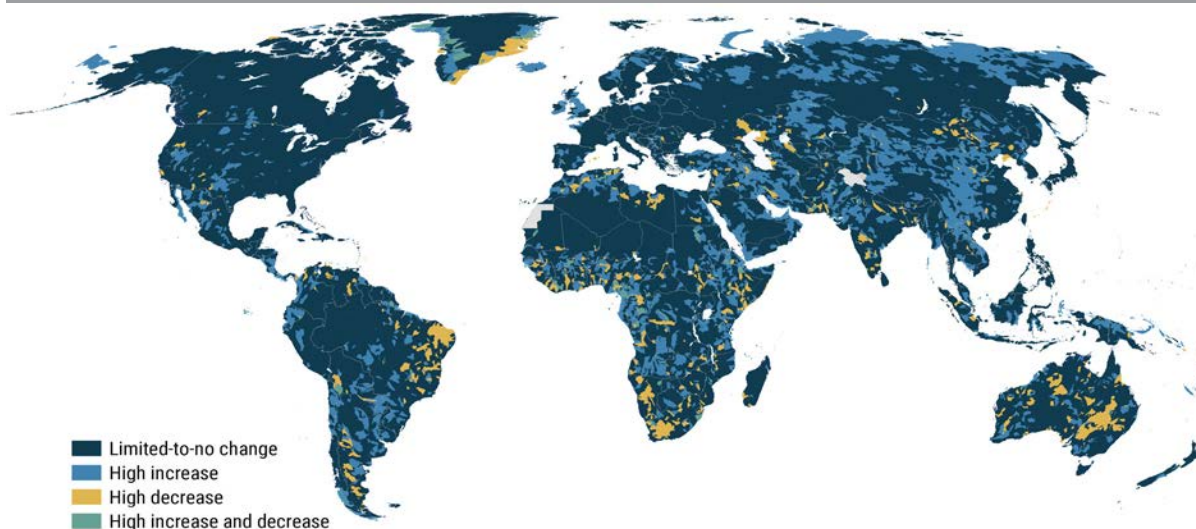 Limited-to-no change
High increase
High decrease
High increase and decrease